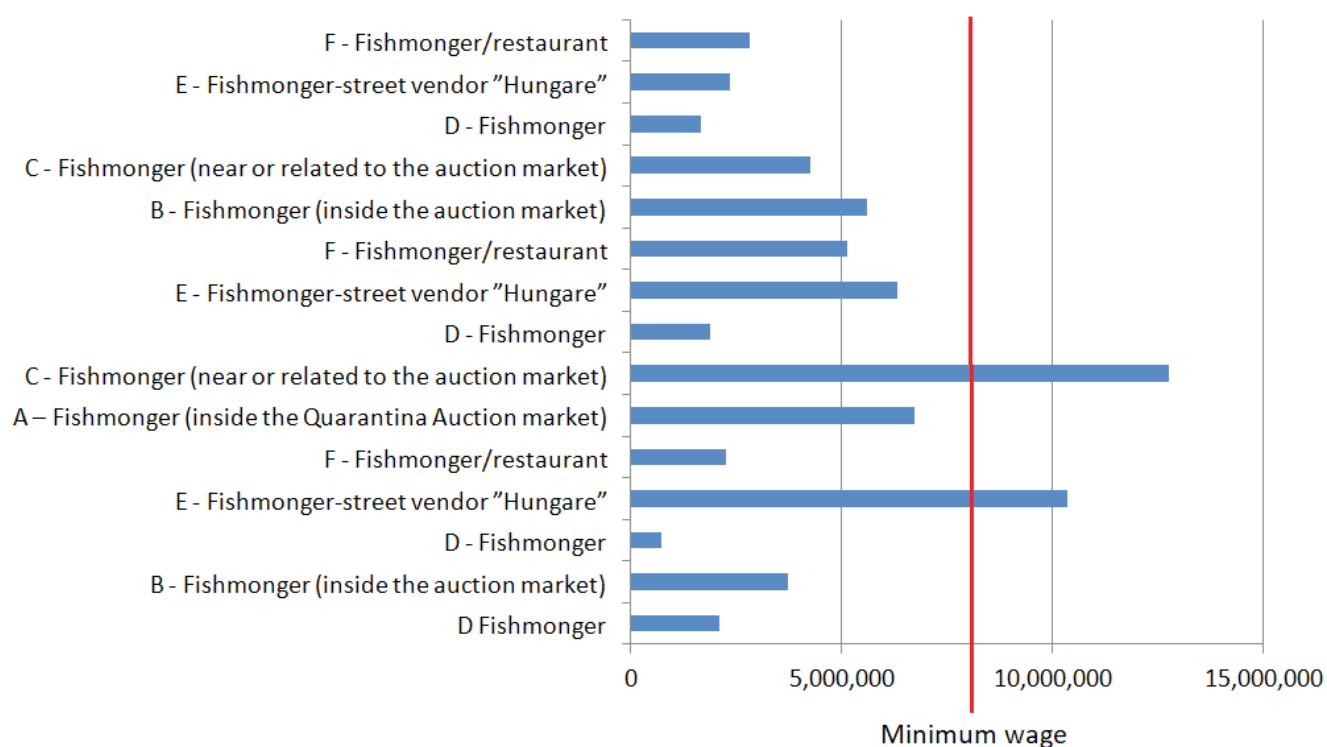 F - Fishmonger/restaurant
E - Fishmonger-street vendor ”Hungare”
D - Fishmonger
C - Fishmonger (near or related to the auction market)
B - Fishmonger (inside the auction market)
F - Fishmonger/restaurant
E - Fishmonger-street vendor ”Hungare”
D - Fishmonger
C - Fishmonger (near or related to the auction market)
A – Fishmonger (inside the Quarantina Auction market)
F - Fishmonger/restaurant
E - Fishmonger-street vendor ”Hungare”
D - Fishmonger
B - Fishmonger (inside the auction market)
D Fishmonger
0 5,000,000 10,000,000 15,000,000
Minimum wage